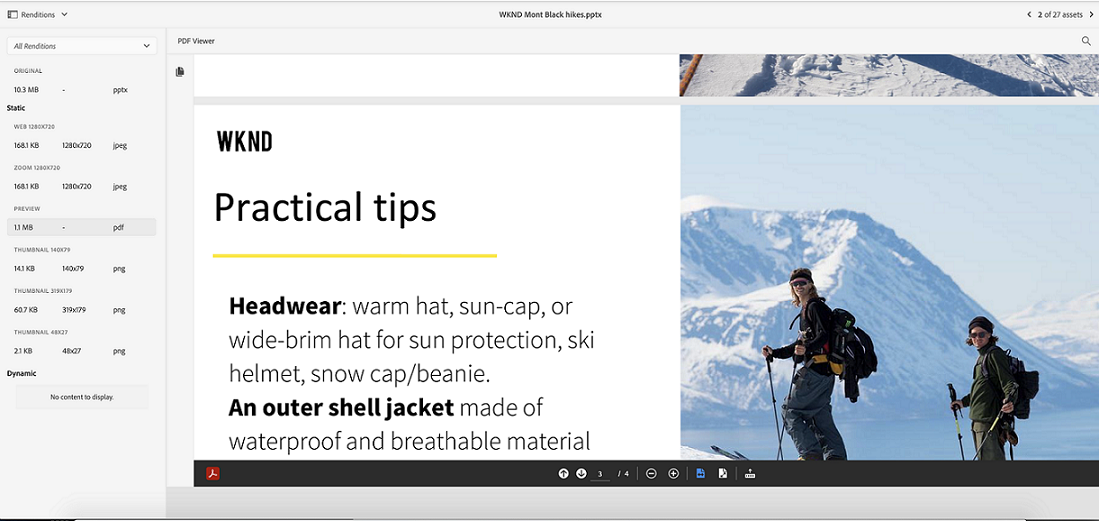 Renditions
WKND Mont Black hikes.pptx
2 of 27 assets
All Renditions
PDF Viewer
ORIGINAL
10.3 MB - pptx
Static
WEB 1280X720
168.1 KB 1280x720 jpeg
ZOOM 1280X720
168.1 KB 1280x720 jpeg
PREVIEW
1.1 MB - pdf
THUMBNAIL 140X79
14.1 KB 140x79 png
THUMBNAIL 319X179
60.7 KB 319x179 png
THUMBNAIL 48X27
2.1 KB 48x27 png
Dynamic
No content to display.
WKND
Practical tips
Headwear: warm hat, sun-cap, or
wide-brim hat for sun protection, ski
helmet, snow cap/beanie.
An outer shell jacket made of
waterproof and breathable material
3 / 4